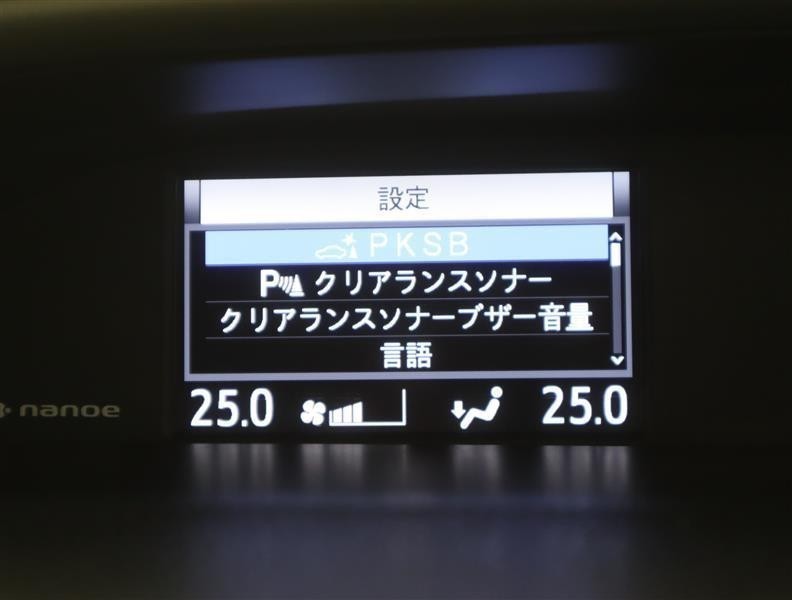 設定
PKSB
P クリアランスソナー
クリアランスソナーブザー音量
言語
25.0 25.0
nanoe